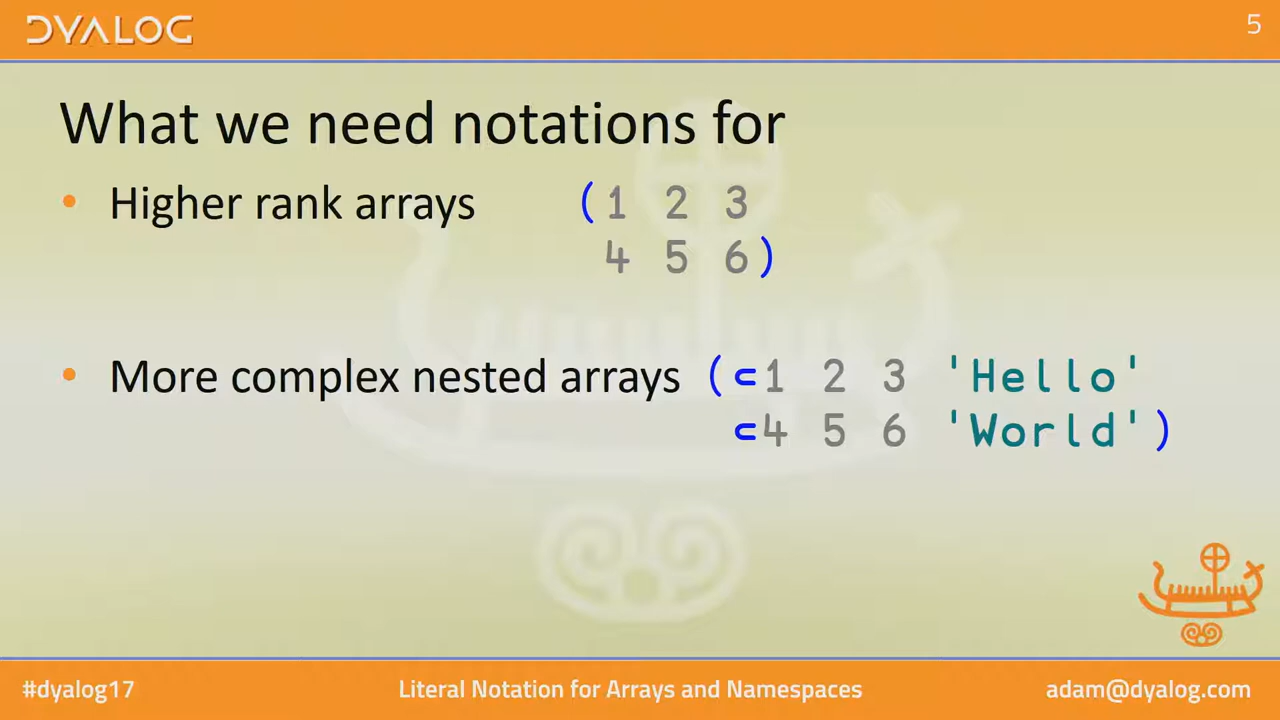 DYALOG
5
What we need notations for
• Higher rank arrays (1 2 3
4 5 6)
• More complex nested arrays (⊂1 2 3 'Hello'
⊂4 5 6 'World')
#dyalog17
Literal Notation for Arrays and Namespaces
adam@dyalog.com